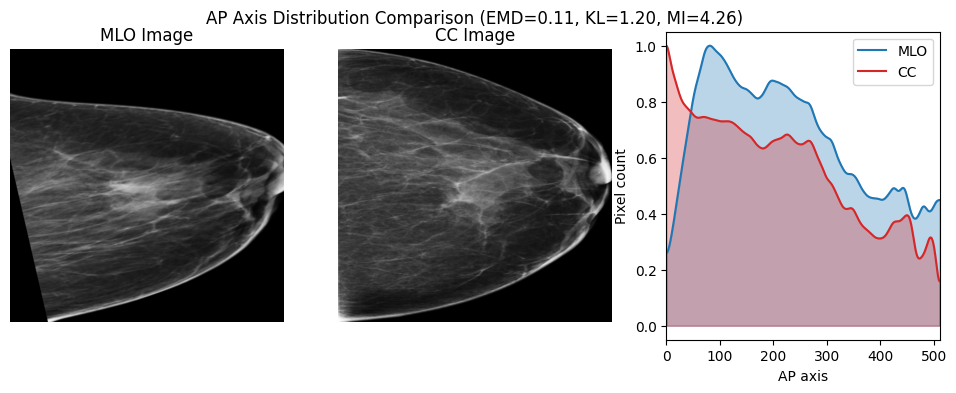 AP Axis Distribution Comparison (EMD=0.11, KL=1.20, MI=4.26)
MLO Image
CC Image
MLO
CC
Pixel count
1.0
0.8
0.6
0.4
0.2
0.0
0 100 200 300 400 500
AP axis